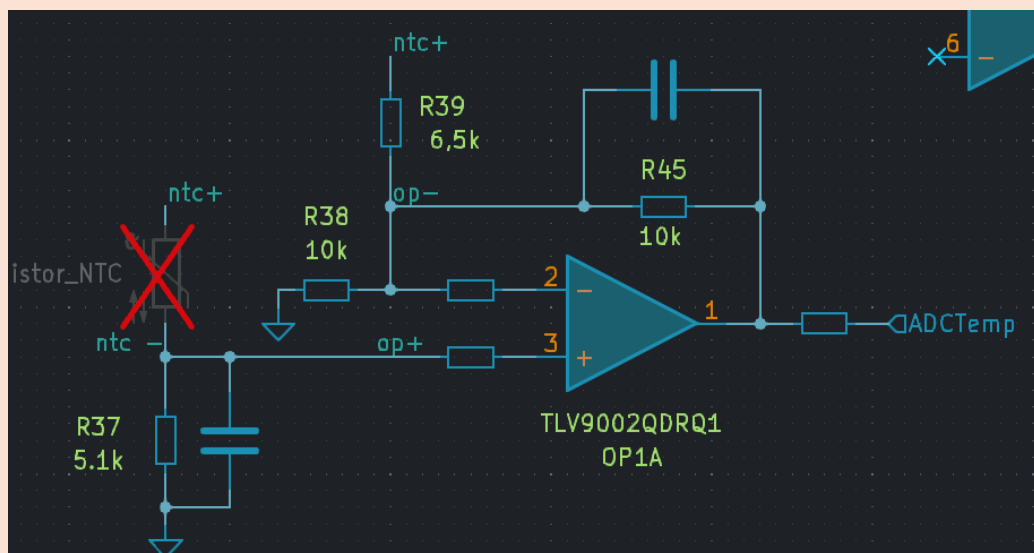 ntc+
6
R39
6,5k
R45
ntc+
op-
R38
10k
10k
istor_NTC
2
1
ADCTemp
ntc -
op+
3
R37
5.1k
TLV9002QDRQ1
OP1A